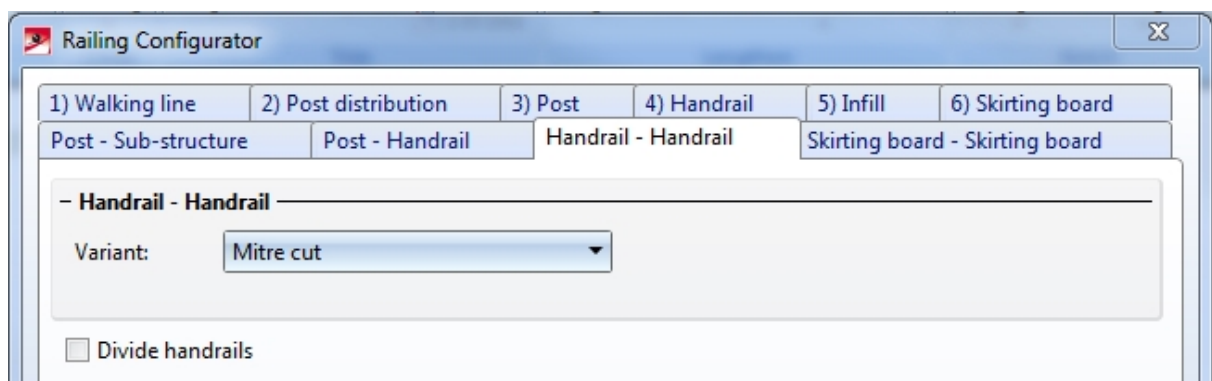 Railing Configurator
1) Walking line 2) Post distribution 3) Post 4) Handrail 5) Infill 6) Skirting board
Post - Sub-structure Post - Handrail Handrail - Handrail Skirting board - Skirting board
Handrail - Handrail
Variant: Mitre cut
Divide handrails